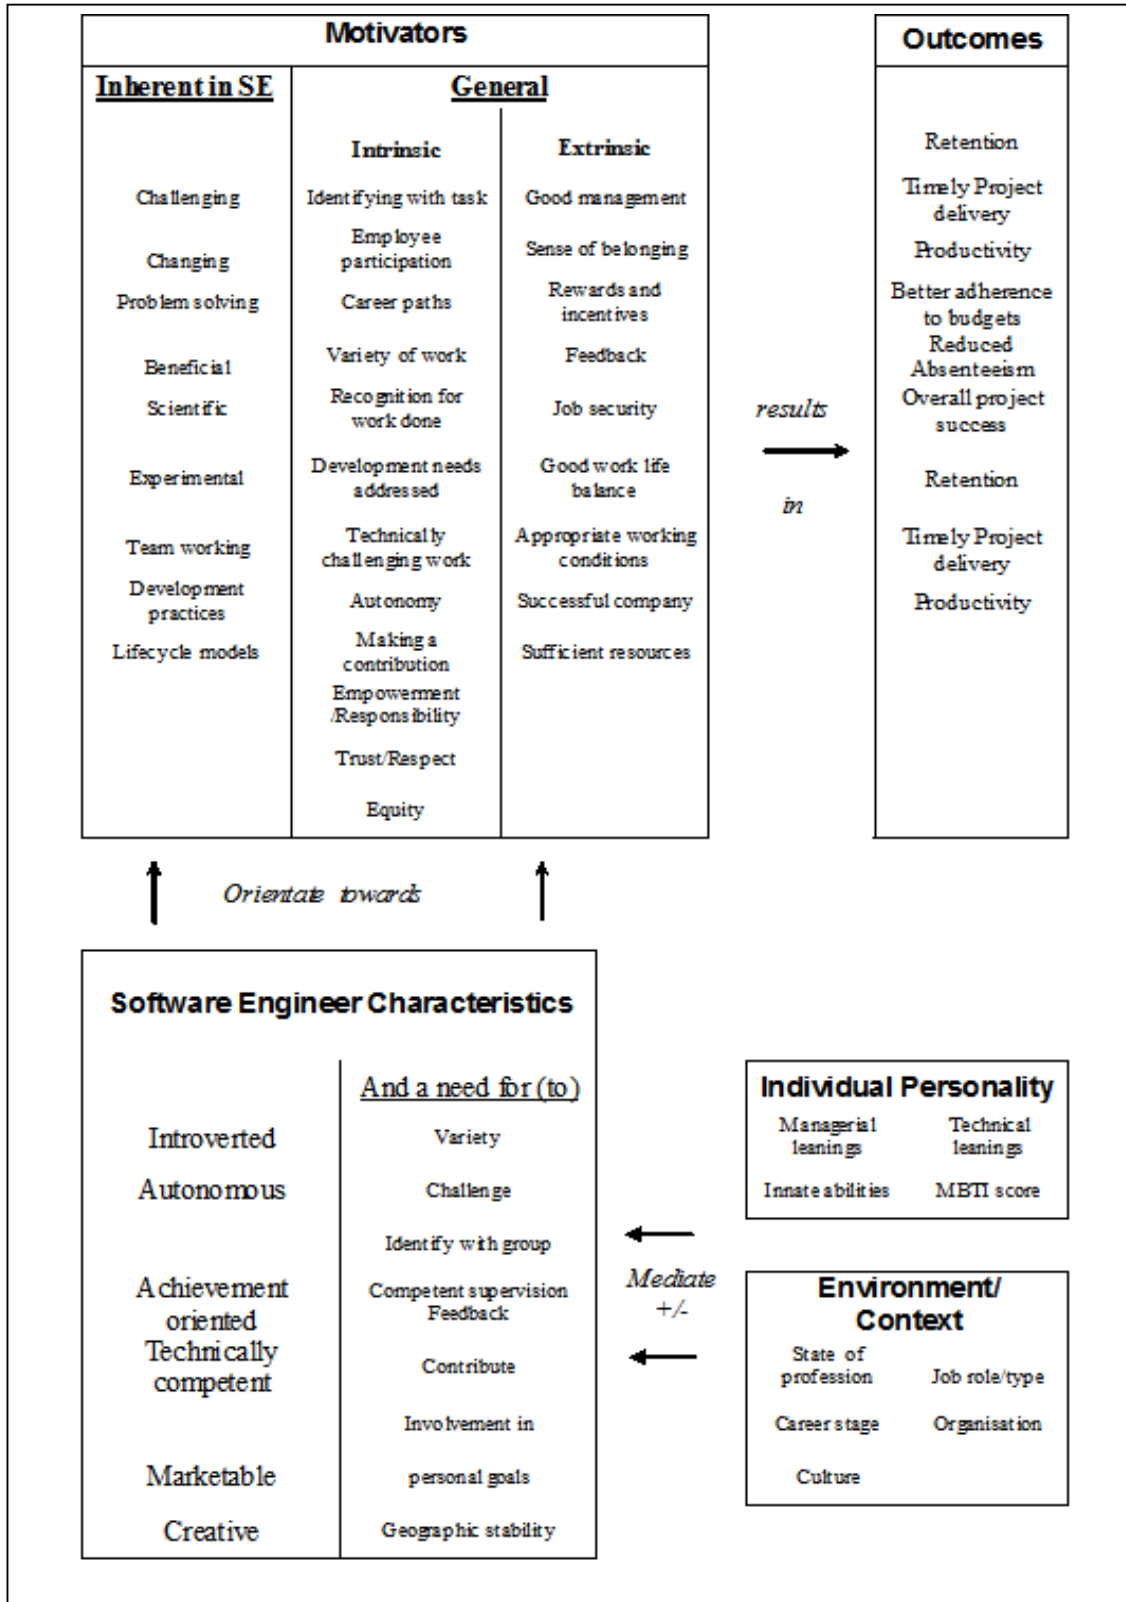 Motivators
Inherent in SE
General
Intrinsic
Extrinsic
Challenging
Changing
Problem solving
Beneficial
Scientific
Experimental
Team working
Development
practices
Lifecycle models
Identifying with task
Employee
participation
Career paths
Variety of work
Recognition for
work done
Development needs
addressed
Technically
challenging work
Autonomy
Making a
contribution
Empowerment
/Responsibility
Trust/Respect
Equity
Good management
Sense of belonging
Rewards and
incentives
Feedback
Job security
Good work life
balance
Appropriate working
conditions
Successful company
Sufficient resources
results
in
Outcomes
Retention
Timely Project
delivery
Productivity
Better adherence
to budgets
Reduced
Absenteeism
Overall project
success
Retention
Timely Project
delivery
Productivity
Orientate towards
Software Engineer Characteristics
Introverted
Autonomous
Achievement
oriented
Technically
competent
Marketable
Creative
And a need for (to)
Variety
Challenge
Identify with group
Competent supervision
Feedback
Contribute
Involvement in
personal goals
Geographic stability
Mediate
+/-
Individual Personality
Managerial
leanings
Technical
leanings
Innate abilities
MBTI score
Environment/
Context
State of
profession
Job role/type
Career stage
Organisation
Culture